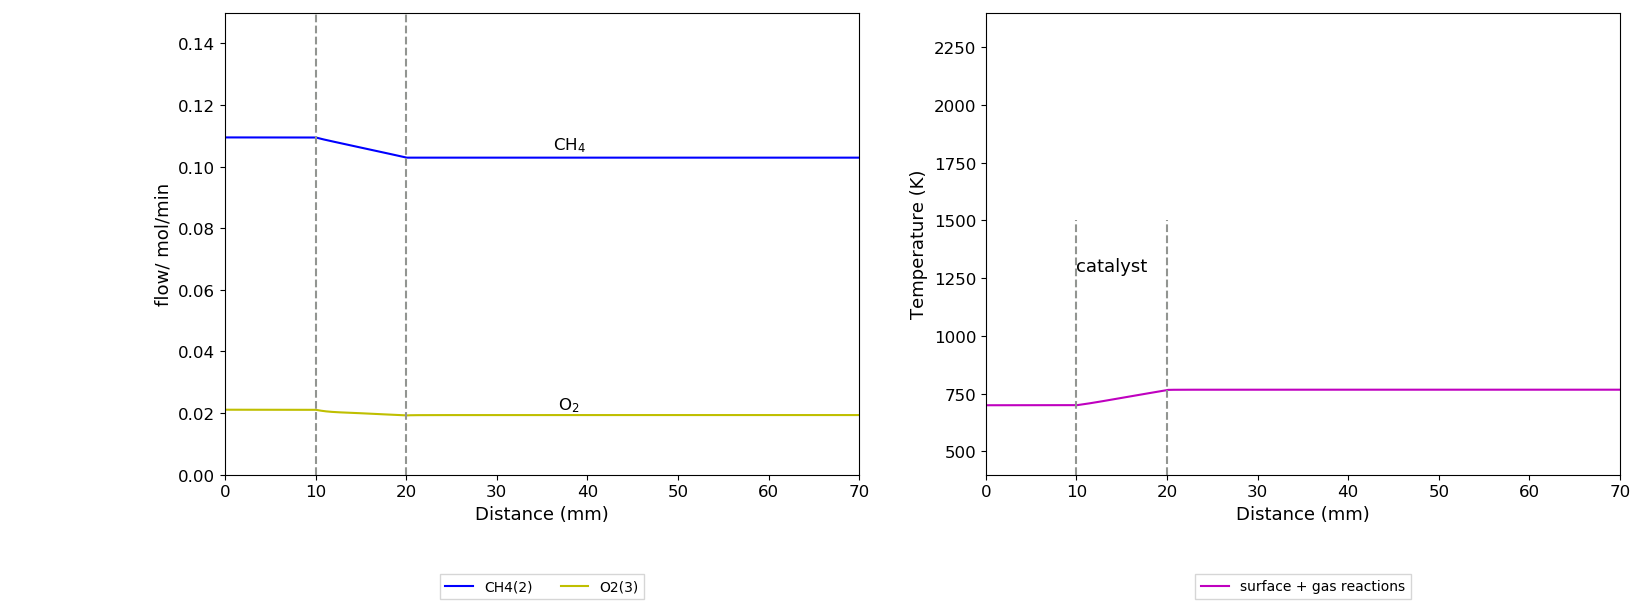 0.14
0.12
0.10
0.08
0.06
0.04
0.02
0.00
flow/ mol/min
CH₄
O₂
0 10 20 30 40 50 60 70
Distance (mm)
CH4(2) O2(3)
2250
2000
1750
1500
1250
1000
750
500
Temperature (K)
catalyst
0 10 20 30 40 50 60 70
Distance (mm)
surface + gas reactions